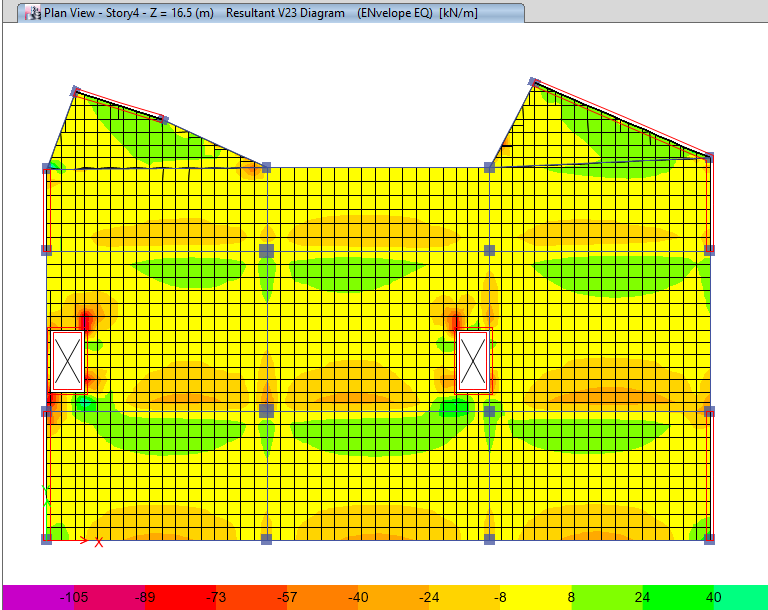 Plan View - Story4 - Z = 16.5 (m)    Resultant V23 Diagram    (ENvelope EQ)  [kN/m]
Y
X
-105 -89 -73 -57 -40 -24 -8 8 24 40